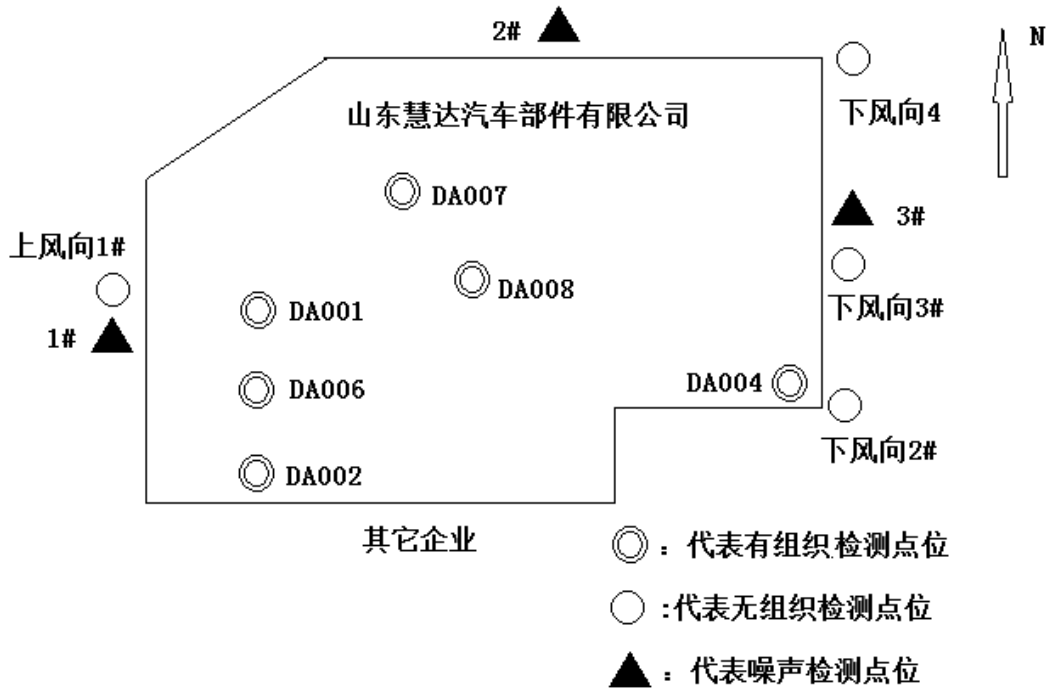 2#
N
山东慧达汽车部件有限公司
下风向4
DA007
3#
上风向1#
DA008
DA001
下风向3#
1#
DA004
DA006
下风向2#
DA002
其它企业
：代表有组织检测点位
:代表无组织检测点位
：代表噪声检测点位